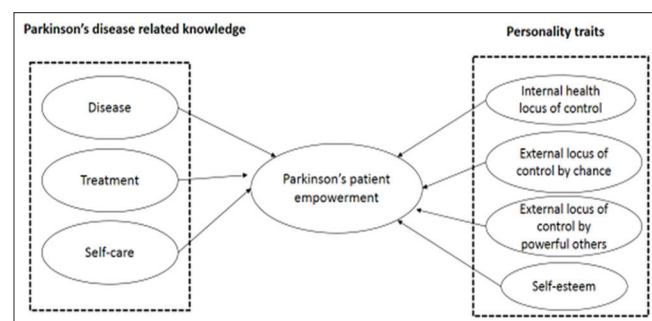 Parkinson's disease related knowledge
Disease
Treatment
Self-care
Parkinson's patient
empowerment
Personality traits
Internal health
locus of control
External locus of
control by chance
External locus of
control by
powerful others
Self-esteem